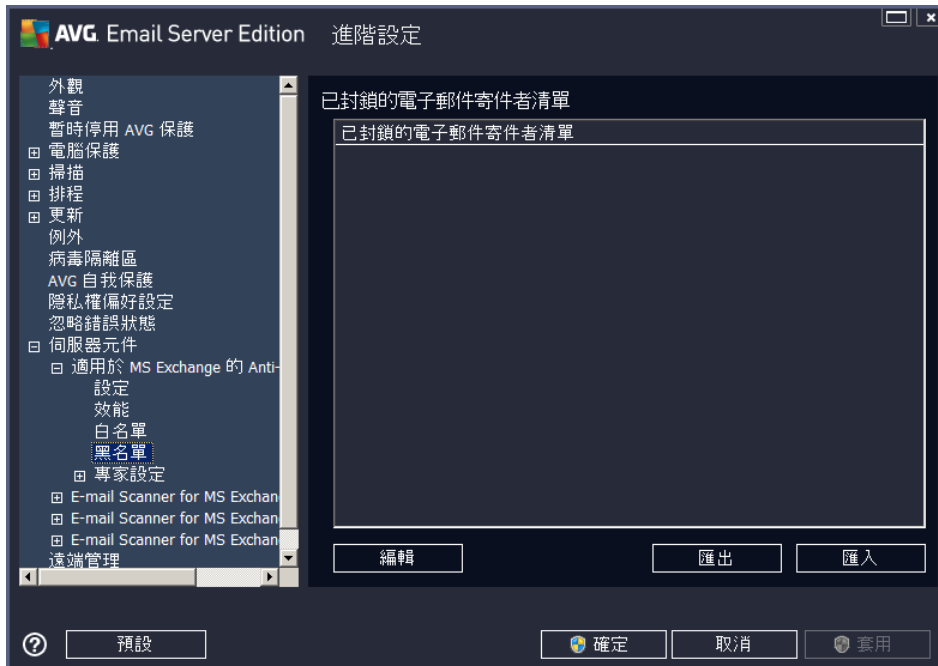 AVG. Email Server Edition 進階設定
外觀
聲音
暫時停用 AVG 保護
電腦保護
掃描
排程
更新
例外
病毒隔離區
AVG 自我保護
隱私權偏好設定
忽略錯誤狀態
伺服器元件
適用於 MS Exchange 的 Anti-
設定
效能
白名單
黑名單
專家設定
E-mail Scanner for MS Exchan
E-mail Scanner for MS Exchan
E-mail Scanner for MS Exchan
遠端管理
已封鎖的電子郵件寄件者清單
已封鎖的電子郵件寄件者清單
編輯 匯出 匯入
預設 確定 取消 套用